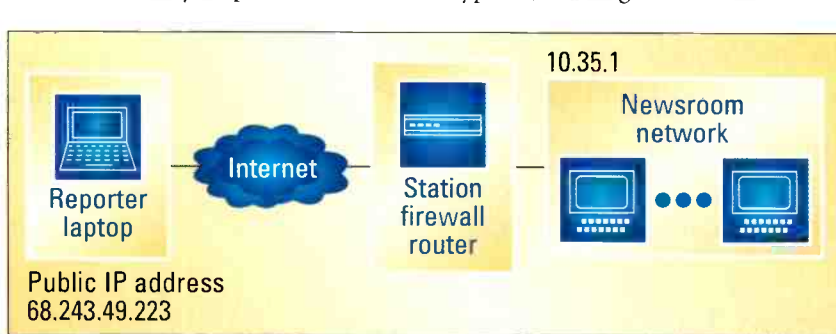 10.35.1
Newsroom
network
Internet
Reporter
laptop
Station
firewall
router
Public IP address
68.243.49.223